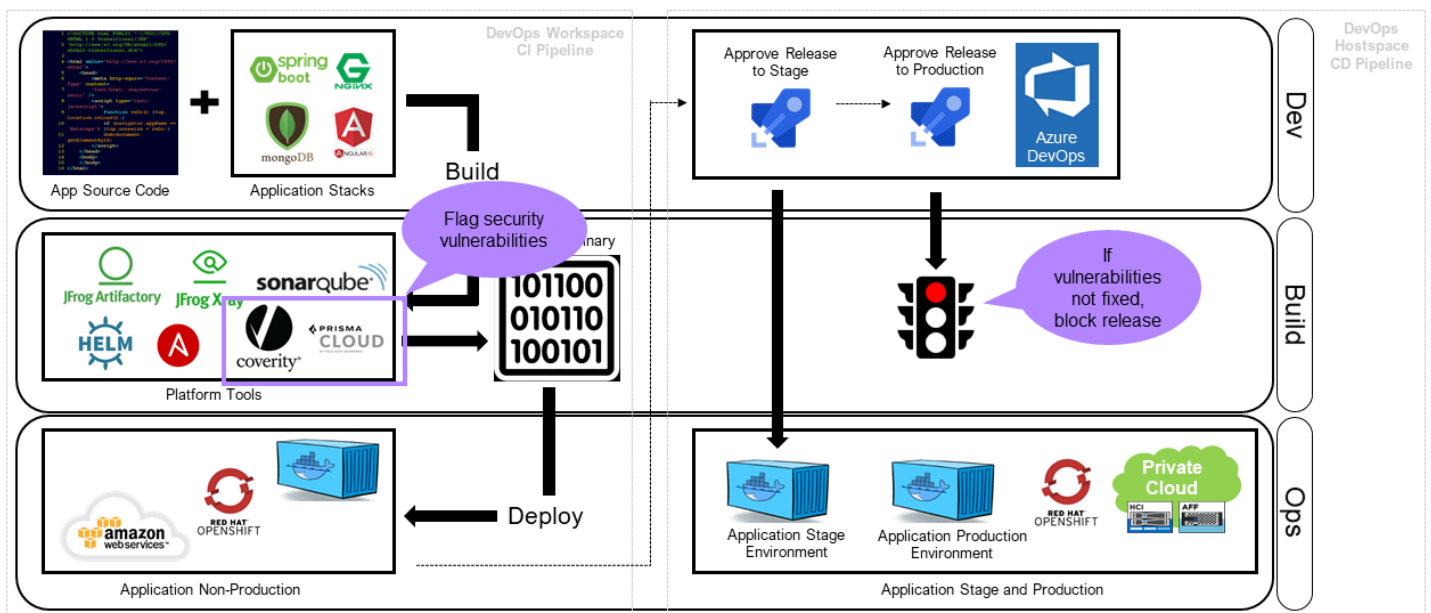 DevOps Workspace
CI Pipeline
DevOps
Hostspace
CD Pipeline
spring
boot
NGINX
mongoDB
ANGULARJS
App Source Code
Application Stacks
Build
Approve Release
to Stage
Approve Release
to Production
Azure
DevOps
Dev
Flag security
vulnerabilities
JFrog Artifactory
JFrog Xray
sonarqube
HELM
A
coverity
PRISMA
CLOUD
Platform Tools
101100
010110
100101
If
vulnerabilities
not fixed,
block release
Build
amazon
webservices™
RED HAT
OPENSHIFT
Deploy
Application Non-Production
Application Stage
Environment
Application Production
Environment
RED HAT
OPENSHIFT
Private
Cloud
HCI
AFF
Application Stage and Production
Ops